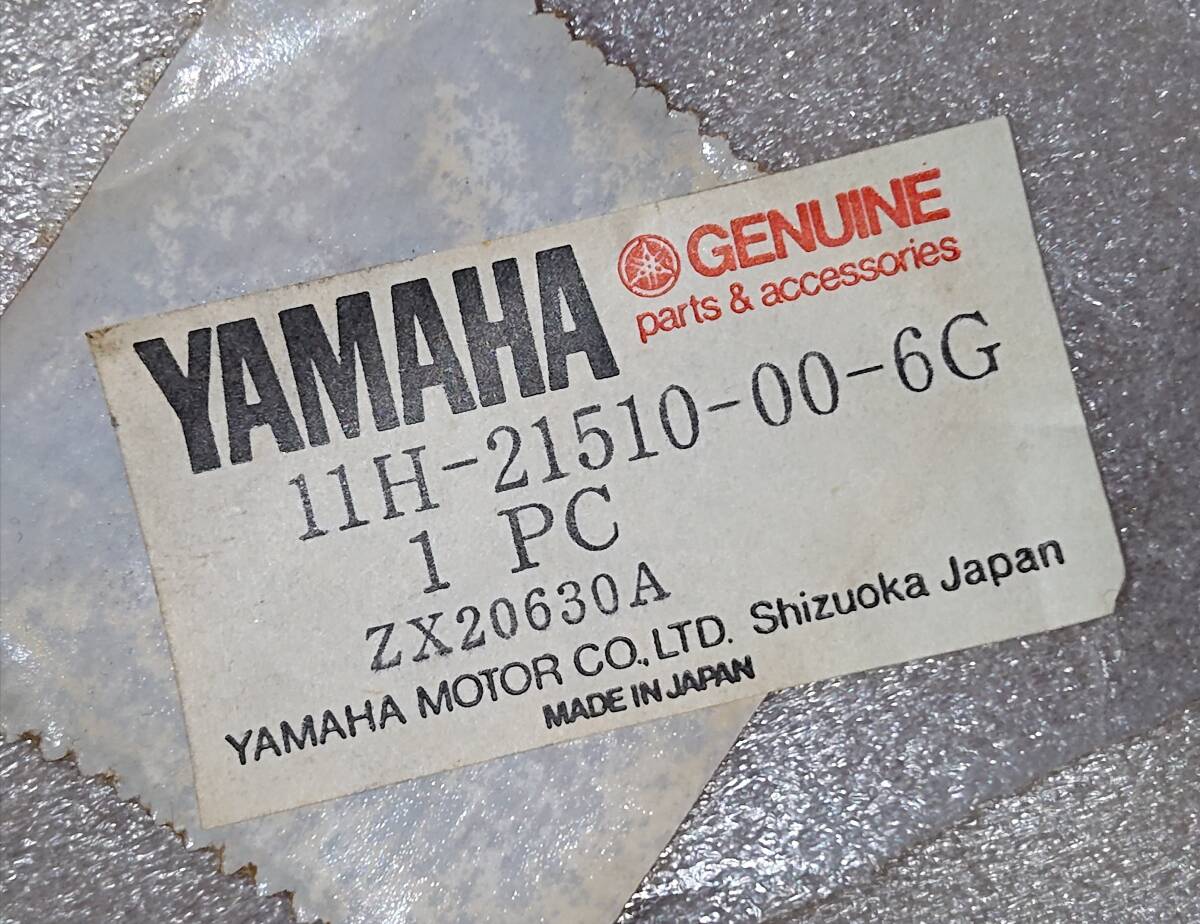 YAMAHA
GENUINE
parts & accessories
11H-21510-00-6G
1 PC
ZX20630A
YAMAHA MOTOR CO., LTD. Shizuoka Japan
MADE IN JAPAN